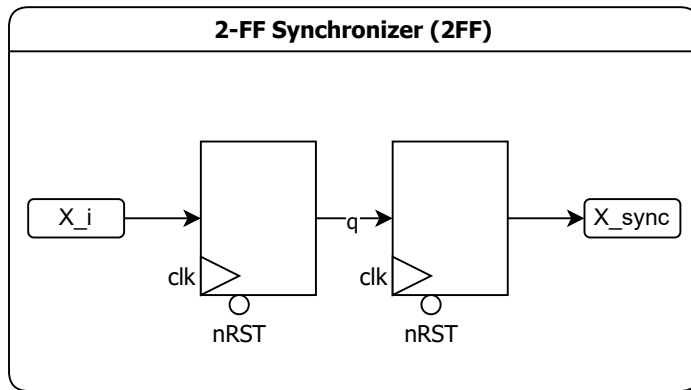 2-FF Synchronizer (2FF)
X_i
q
X_sync
clk
clk
nRST
nRST